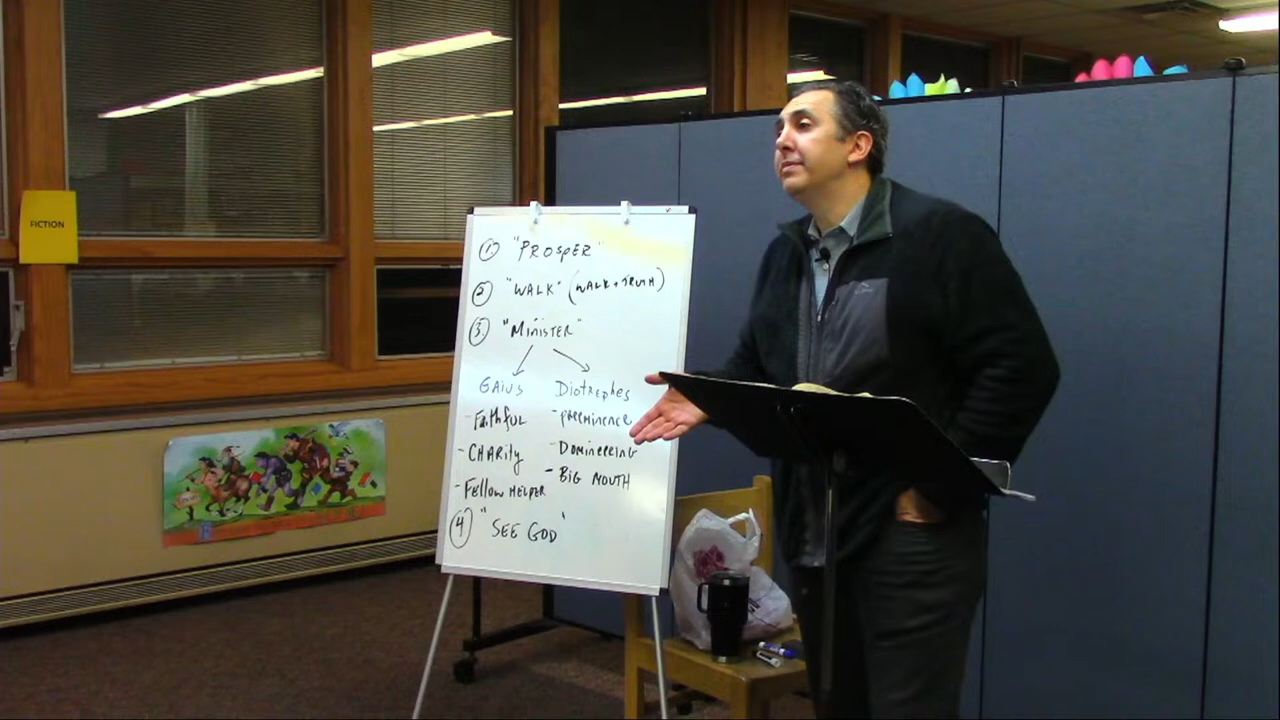 FICTION
1. "PROSPER"
2. "WALK" (WALK + TRUTH)
3. "MINISTER"
GAIUS
- Faithful
- CHARITY
- Fellow HELPER
Diotrephes
- PREEMINENCE
- DOMINEERING
- BIG MOUTH
4 "SEE GOD"